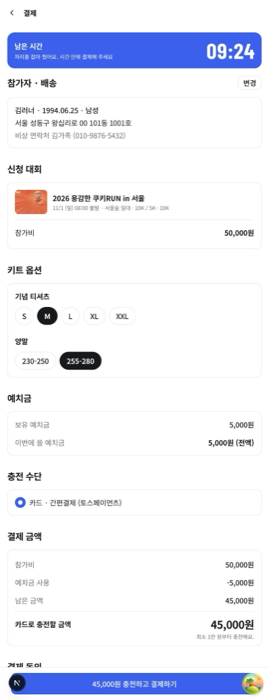 결제
남은 시간
자리를 잡아 뒀어요. 시간 안에 결제해 주세요
09:24
참가자 · 배송
변경
김러너 · 1994.06.25 · 남성
서울 성동구 왕십리로 00 101동 1001호
비상 연락처 김가족 (010-9876-5432)
신청 대회
2026 용감한 쿠키RUN in 서울
11/1 (일) 08:00 출발 · 서울숲 일대 · 10K / 5K · 10K
참가비 50,000원
키트 옵션
기념 티셔츠
S M L XL XXL
양말
230-250 255-280
예치금
보유 예치금 5,000원
이번에 쓸 예치금 5,000원 (전액)
충전 수단
카드 · 간편결제 (토스페이먼츠)
결제 금액
참가비 50,000원
예치금 사용 -5,000원
남은 금액 45,000원
카드로 충전할 금액 45,000원
최소 1만 원부터 충전해요.
결제 동의
N
45,000원 충전하고 결제하기